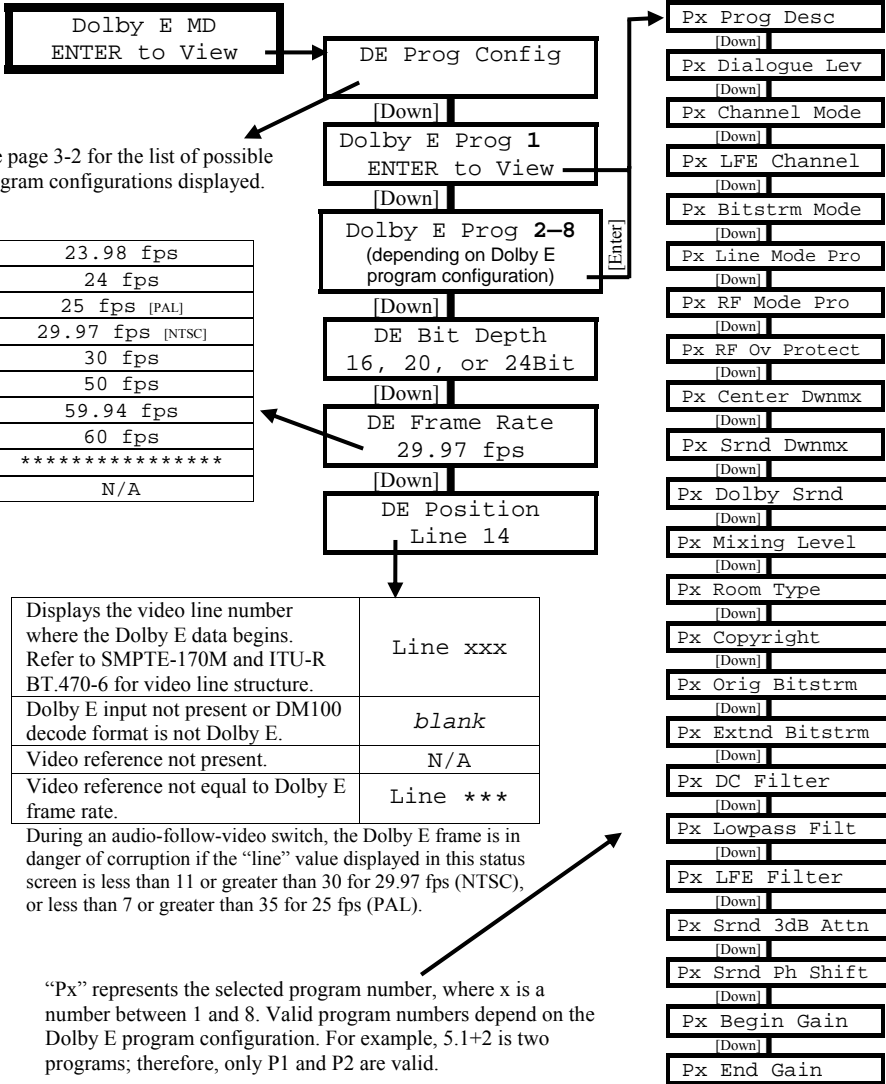 Dolby E MD
ENTER to View
DE Prog Config
[Down]
Dolby E Prog 1
ENTER to View
[Down]
Dolby E Prog 2–8
(depending on Dolby E
program configuration)
[Enter]
[Down]
DE Bit Depth
16, 20, or 24Bit
[Down]
DE Frame Rate
29.97 fps
[Down]
DE Position
Line 14
page 3-2 for the list of possible
gram configurations displayed.
23.98 fps
24 fps
25 fps [PAL]
29.97 fps [NTSC]
30 fps
50 fps
59.94 fps
60 fps
****************
N/A
Displays the video line number
where the Dolby E data begins.
Refer to SMPTE-170M and ITU-R
BT.470-6 for video line structure.
Line xxx
Dolby E input not present or DM100
decode format is not Dolby E.
blank
Video reference not present.
N/A
Video reference not equal to Dolby E
frame rate.
Line ***
During an audio-follow-video switch, the Dolby E frame is in
danger of corruption if the “line” value displayed in this status
screen is less than 11 or greater than 30 for 29.97 fps (NTSC),
or less than 7 or greater than 35 for 25 fps (PAL).
“Px” represents the selected program number, where x is a
number between 1 and 8. Valid program numbers depend on the
Dolby E program configuration. For example, 5.1+2 is two
programs; therefore, only P1 and P2 are valid.
Px Prog Desc
[Down]
Px Dialogue Lev
[Down]
Px Channel Mode
[Down]
Px LFE Channel
[Down]
Px Bitstrm Mode
[Down]
Px Line Mode Pro
[Down]
Px RF Mode Pro
[Down]
Px RF Ov Protect
[Down]
Px Center Dwnmx
[Down]
Px Srnd Dwnmx
[Down]
Px Dolby Srnd
[Down]
Px Mixing Level
[Down]
Px Room Type
[Down]
Px Copyright
[Down]
Px Orig Bitstrm
[Down]
Px Extnd Bitstrm
[Down]
Px DC Filter
[Down]
Px Lowpass Filt
[Down]
Px LFE Filter
[Down]
Px Srnd 3dB Attn
[Down]
Px Srnd Ph Shift
[Down]
Px Begin Gain
[Down]
Px End Gain